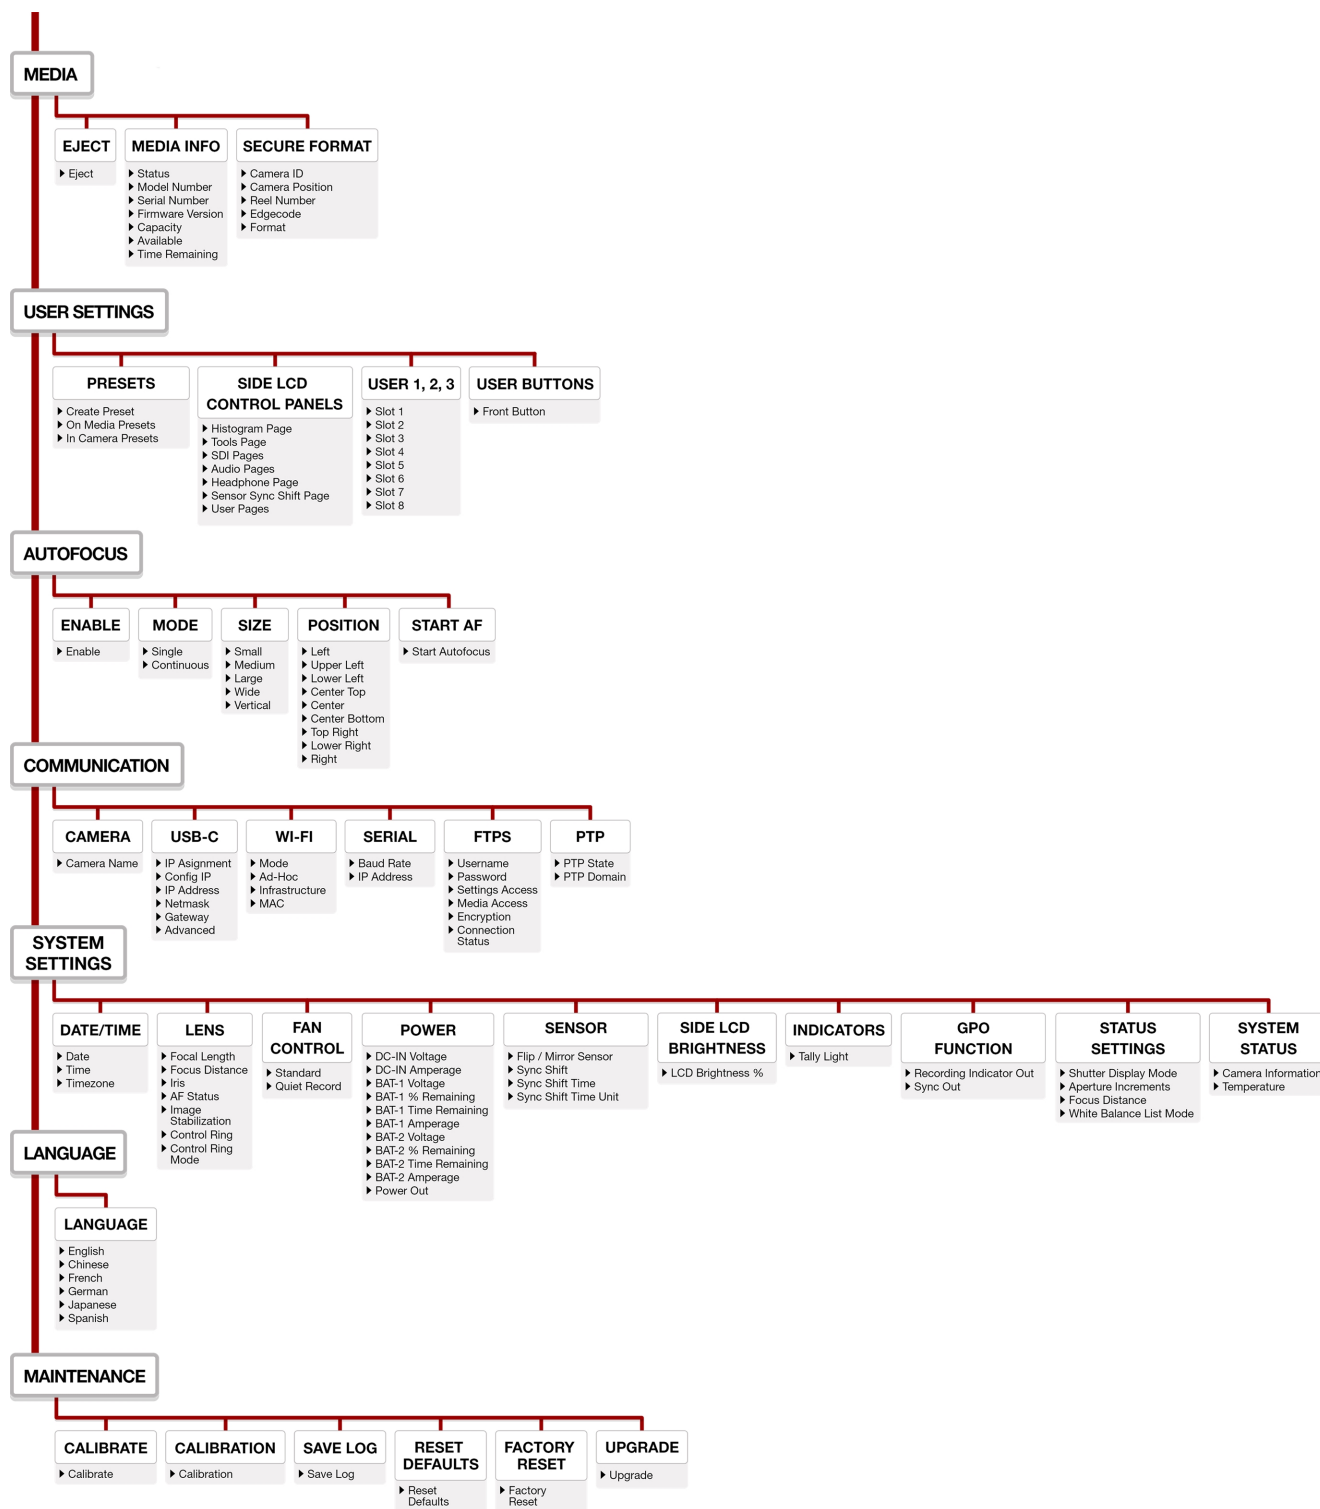 MEDIA
EJECT
Eject
MEDIA INFO
Status
Model Number
Serial Number
Firmware Version
Capacity
Available
Time Remaining
SECURE FORMAT
Camera ID
Camera Position
Reel Number
Edgecode
Format
USER SETTINGS
PRESETS
Create Preset
On Media Presets
In Camera Presets
SIDE LCD
CONTROL PANELS
Histogram Page
Tools Page
SDI Pages
Audio Pages
Headphone Page
Sensor Sync Shift Page
User Pages
USER 1, 2, 3
Slot 1
Slot 2
Slot 3
Slot 4
Slot 5
Slot 6
Slot 7
Slot 8
USER BUTTONS
Front Button
AUTOFOCUS
ENABLE
Enable
MODE
Single
Continuous
SIZE
Small
Medium
Large
Wide
Vertical
POSITION
Left
Upper Left
Lower Left
Center Top
Center
Center Bottom
Top Right
Lower Right
Right
START AF
Start Autofocus
COMMUNICATION
CAMERA
Camera Name
USB-C
IP Asignment
Config IP
IP Address
Netmask
Gateway
Advanced
WI-FI
Mode
Ad-Hoc
Infrastructure
MAC
SERIAL
Baud Rate
IP Address
FTPS
Username
Password
Settings Access
Media Access
Encryption
Connection
Status
PTP
PTP State
PTP Domain
SYSTEM
SETTINGS
DATE/TIME
Date
Time
Timezone
LENS
Focal Length
Focus Distance
Iris
AF Status
Image
Stabilization
Control Ring
Control Ring
Mode
FAN
CONTROL
Standard
Quiet Record
POWER
DC-IN Voltage
DC-IN Amperage
BAT-1 Voltage
BAT-1 % Remaining
BAT-1 Time Remaining
BAT-1 Amperage
BAT-2 Voltage
BAT-2 % Remaining
BAT-2 Time Remaining
BAT-2 Amperage
Power Out
SENSOR
Flip / Mirror Sensor
Sync Shift
Sync Shift Time
Sync Shift Time Unit
SIDE LCD
BRIGHTNESS
LCD Brightness %
INDICATORS
Tally Light
GPO
FUNCTION
Recording Indicator Out
Sync Out
STATUS
SETTINGS
Shutter Display Mode
Aperture Increments
Focus Distance
White Balance List Mode
SYSTEM
STATUS
Camera Information
Temperature
LANGUAGE
LANGUAGE
English
Chinese
French
German
Japanese
Spanish
MAINTENANCE
CALIBRATE
Calibrate
CALIBRATION
Calibration
SAVE LOG
Save Log
RESET
DEFAULTS
Reset
Defaults
FACTORY
RESET
Factory
Reset
UPGRADE
Upgrade